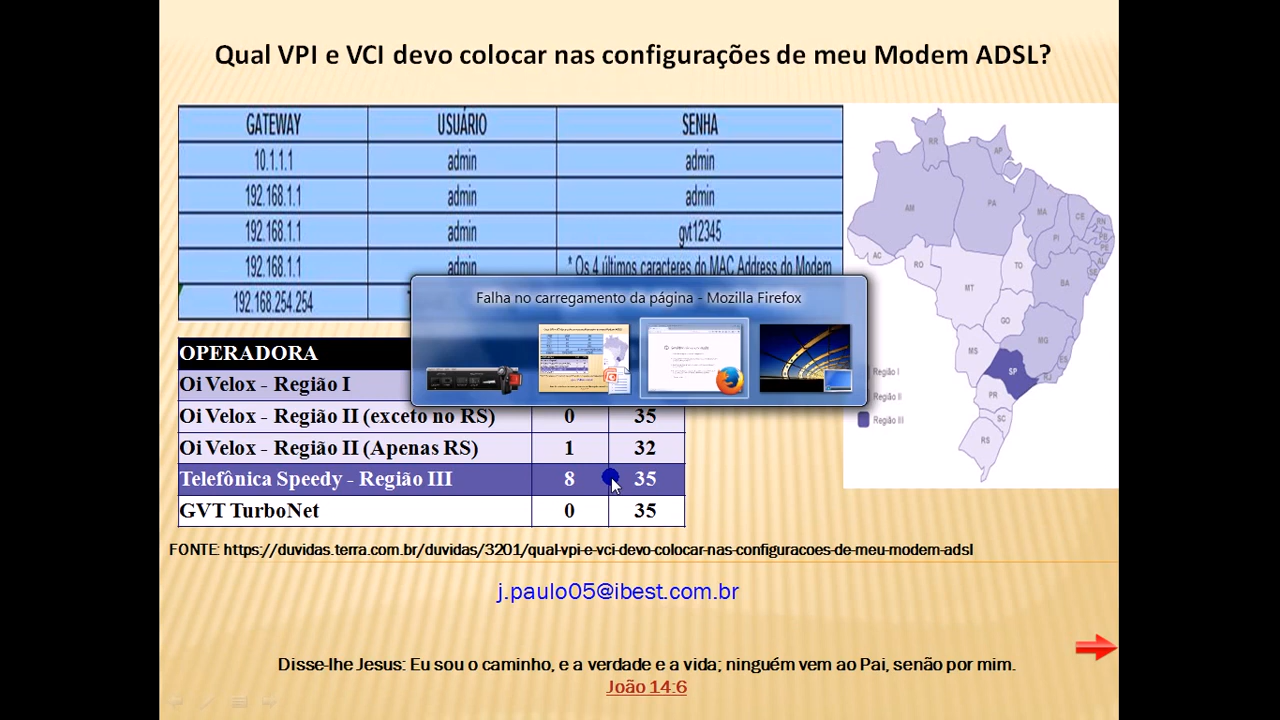 Qual VPI e VCI devo colocar nas configurações de meu Modem ADSL?
GATEWAY USUÁRIO SENHA
10.1.1.1 admin admin
192.168.1.1 admin admin
192.168.1.1 admin gvt12345
192.168.1.1 admin * Os 4 últimos caracteres do MAC Address do Modem
192.168.254.254
Falha no carregamento da página - Mozilla Firefox
OPERADORA
Oi Velox - Região I
Oi Velox - Região II (exceto no RS) 0 35
Oi Velox - Região II (Apenas RS) 1 32
Telefônica Speedy - Região III 8 35
GVT TurboNet 0 35
RR
AP
AM
PA
MA
CE
RN
PB
PI
PE
AC
AL
RO
TO
SE
BA
MT
GO
MG
MS
ES
SP
RJ
PR
SC
RS
Região I
Região II
Região III
FONTE: https://duvidas.terra.com.br/duvidas/3201/qual-vpi-e-vci-devo-colocar-nas-configuracoes-de-meu-modem-adsl
j.paulo05@ibest.com.br
Disse-lhe Jesus: Eu sou o caminho, e a verdade e a vida; ninguém vem ao Pai, senão por mim.
João 14:6